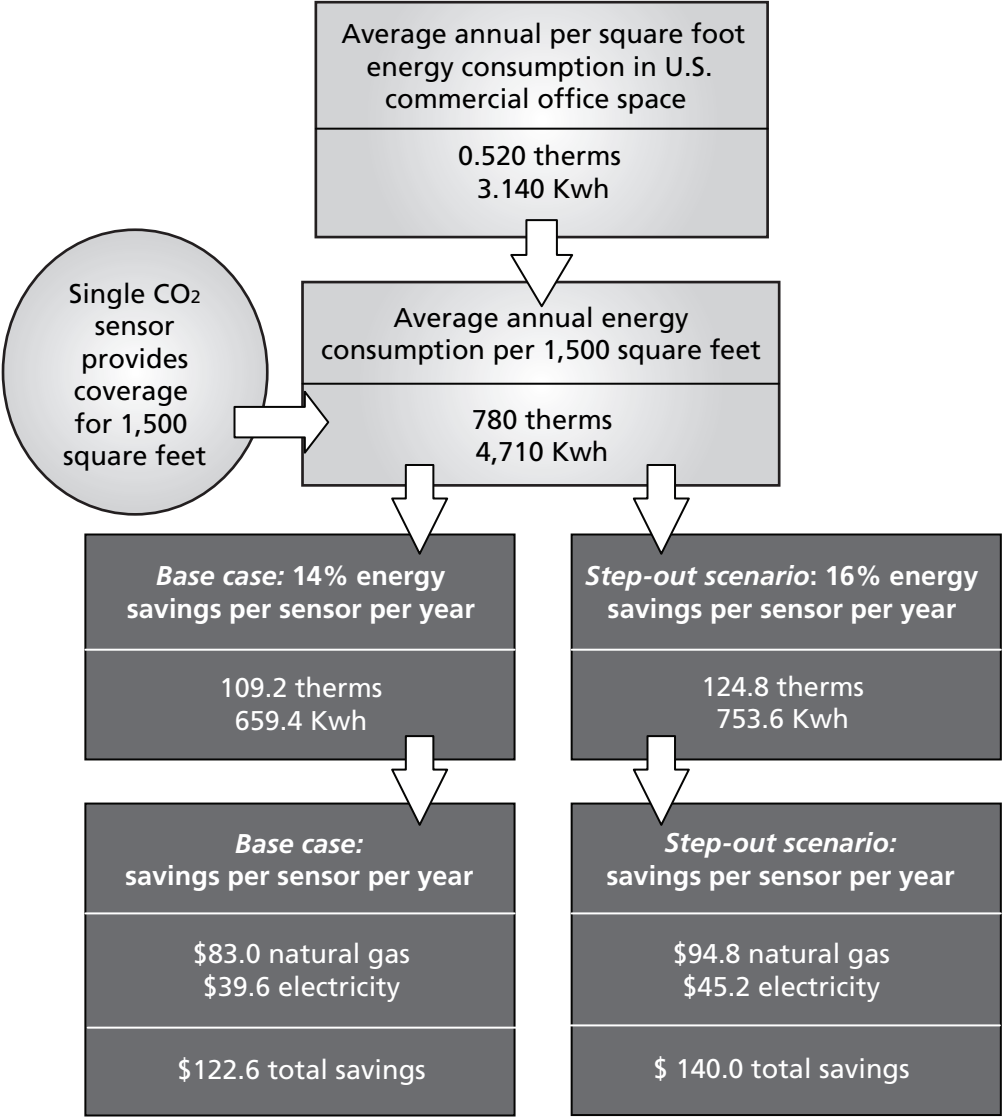 Average annual per square foot
energy consumption in U.S.
commercial office space
0.520 therms
3.140 Kwh
Single CO2
sensor
provides
coverage
for 1,500
square feet
Average annual energy
consumption per 1,500 square feet
780 therms
4,710 Kwh
Base case: 14% energy
savings per sensor per year
109.2 therms
659.4 Kwh
Step-out scenario: 16% energy
savings per sensor per year
124.8 therms
753.6 Kwh
Base case:
savings per sensor per year
$83.0 natural gas
$39.6 electricity
$122.6 total savings
Step-out scenario:
savings per sensor per year
$94.8 natural gas
$45.2 electricity
$ 140.0 total savings